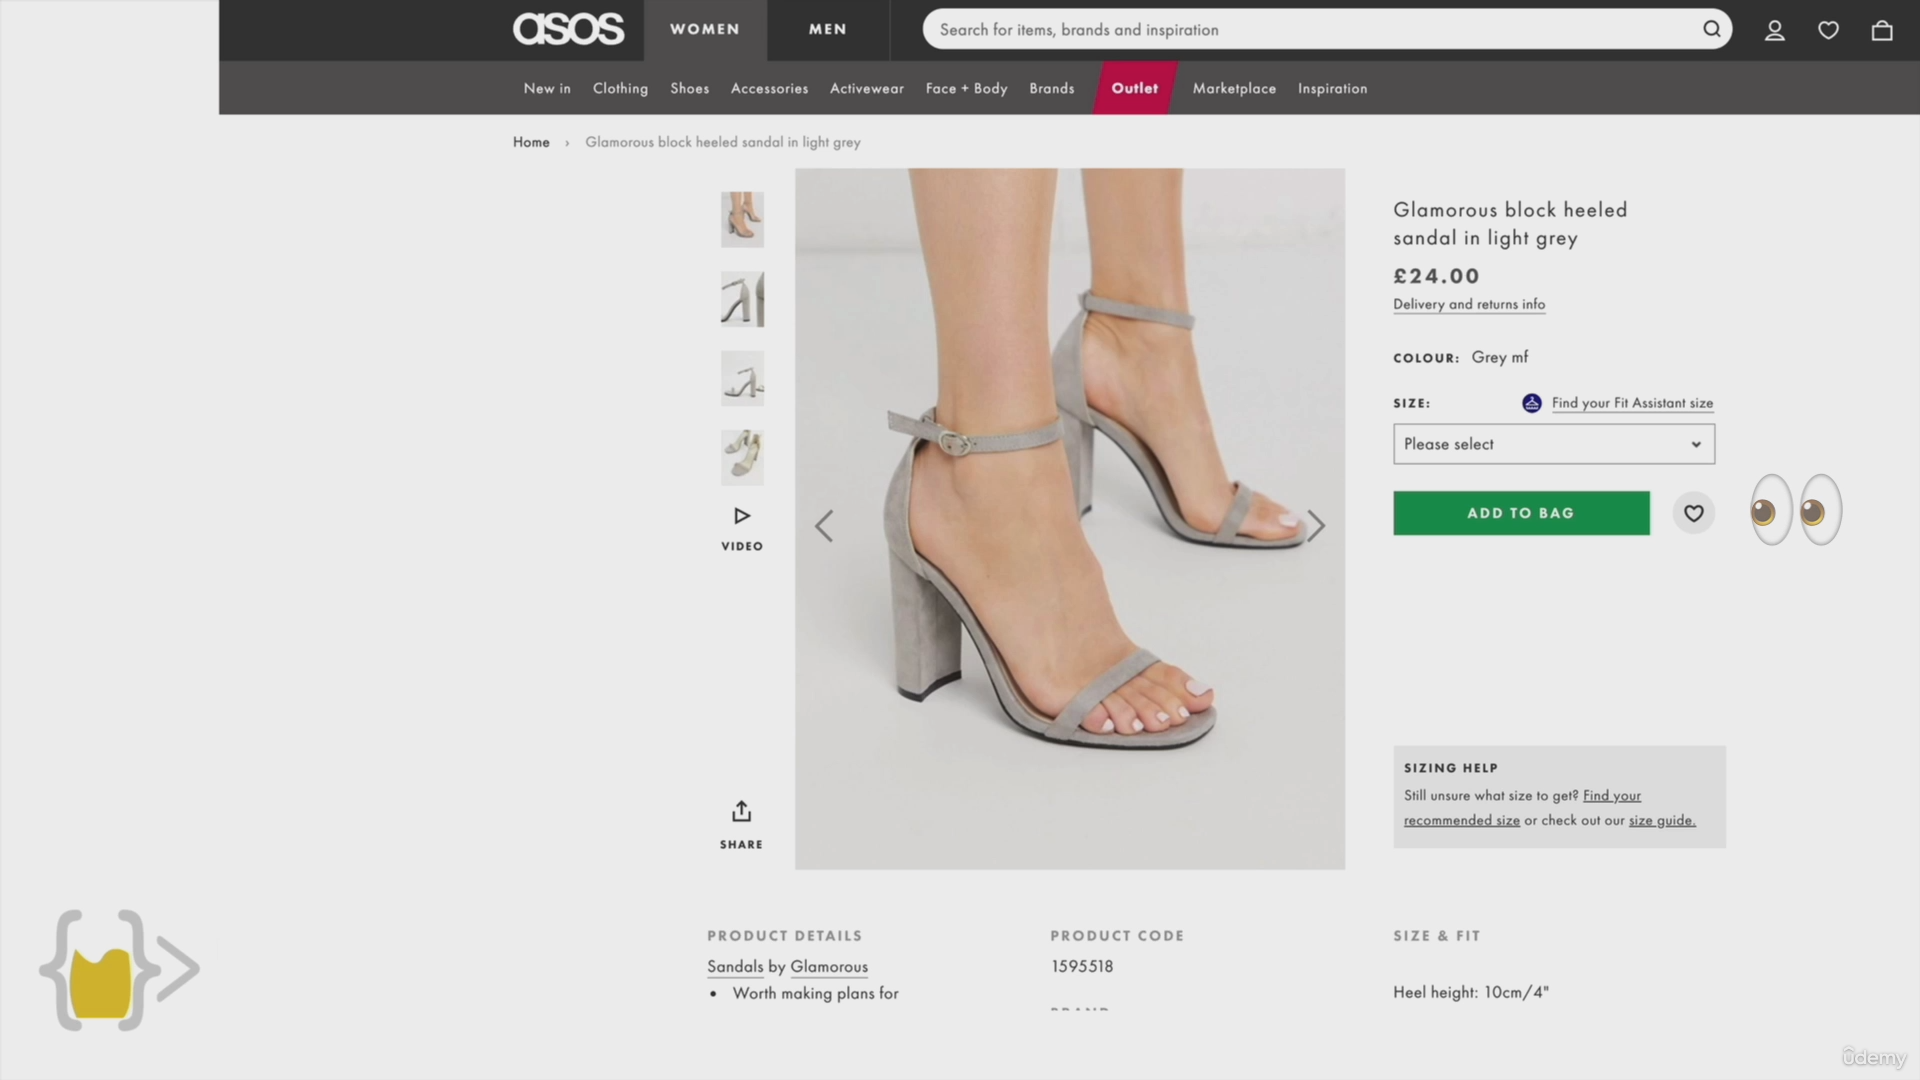 asos
WOMEN
MEN
Search for items, brands and inspiration
New in
Clothing
Shoes
Accessories
Activewear
Face + Body
Brands
Outlet
Marketplace
Inspiration
Home › Glamorous block heeled sandal in light grey
VIDEO
SHARE
Glamorous block heeled
sandal in light grey
£24.00
Delivery and returns info
COLOUR: Grey mf
SIZE:
Find your Fit Assistant size
Please select
ADD TO BAG
SIZING HELP
Still unsure what size to get? Find your
recommended size or check out our size guide.
PRODUCT DETAILS
Sandals by Glamorous
• Worth making plans for
PRODUCT CODE
1595518
SIZE & FIT
Heel height: 10cm/4"
{ } >
ûdemy